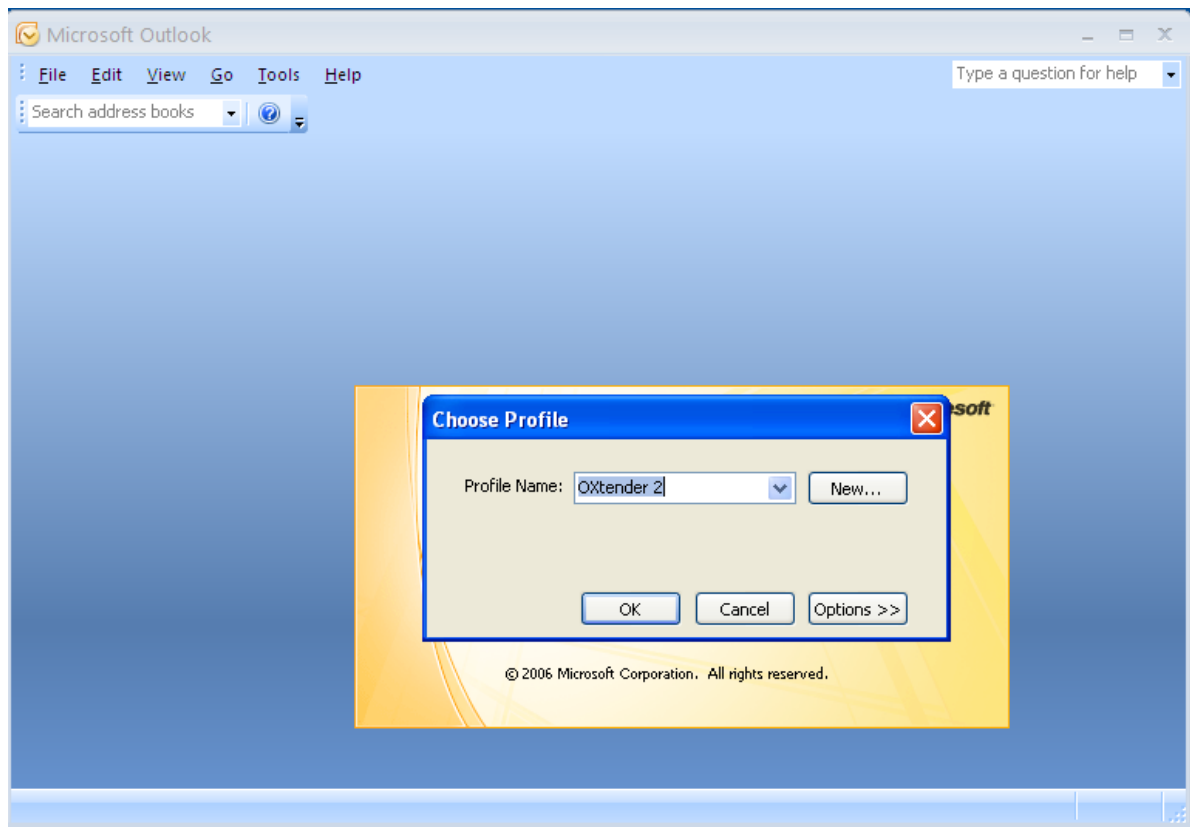 Microsoft Outlook
File Edit View Go Tools Help
Type a question for help
Search address books
Choose Profile
Profile Name: OXtender 2 New...
OK Cancel Options >>
© 2006 Microsoft Corporation. All rights reserved.